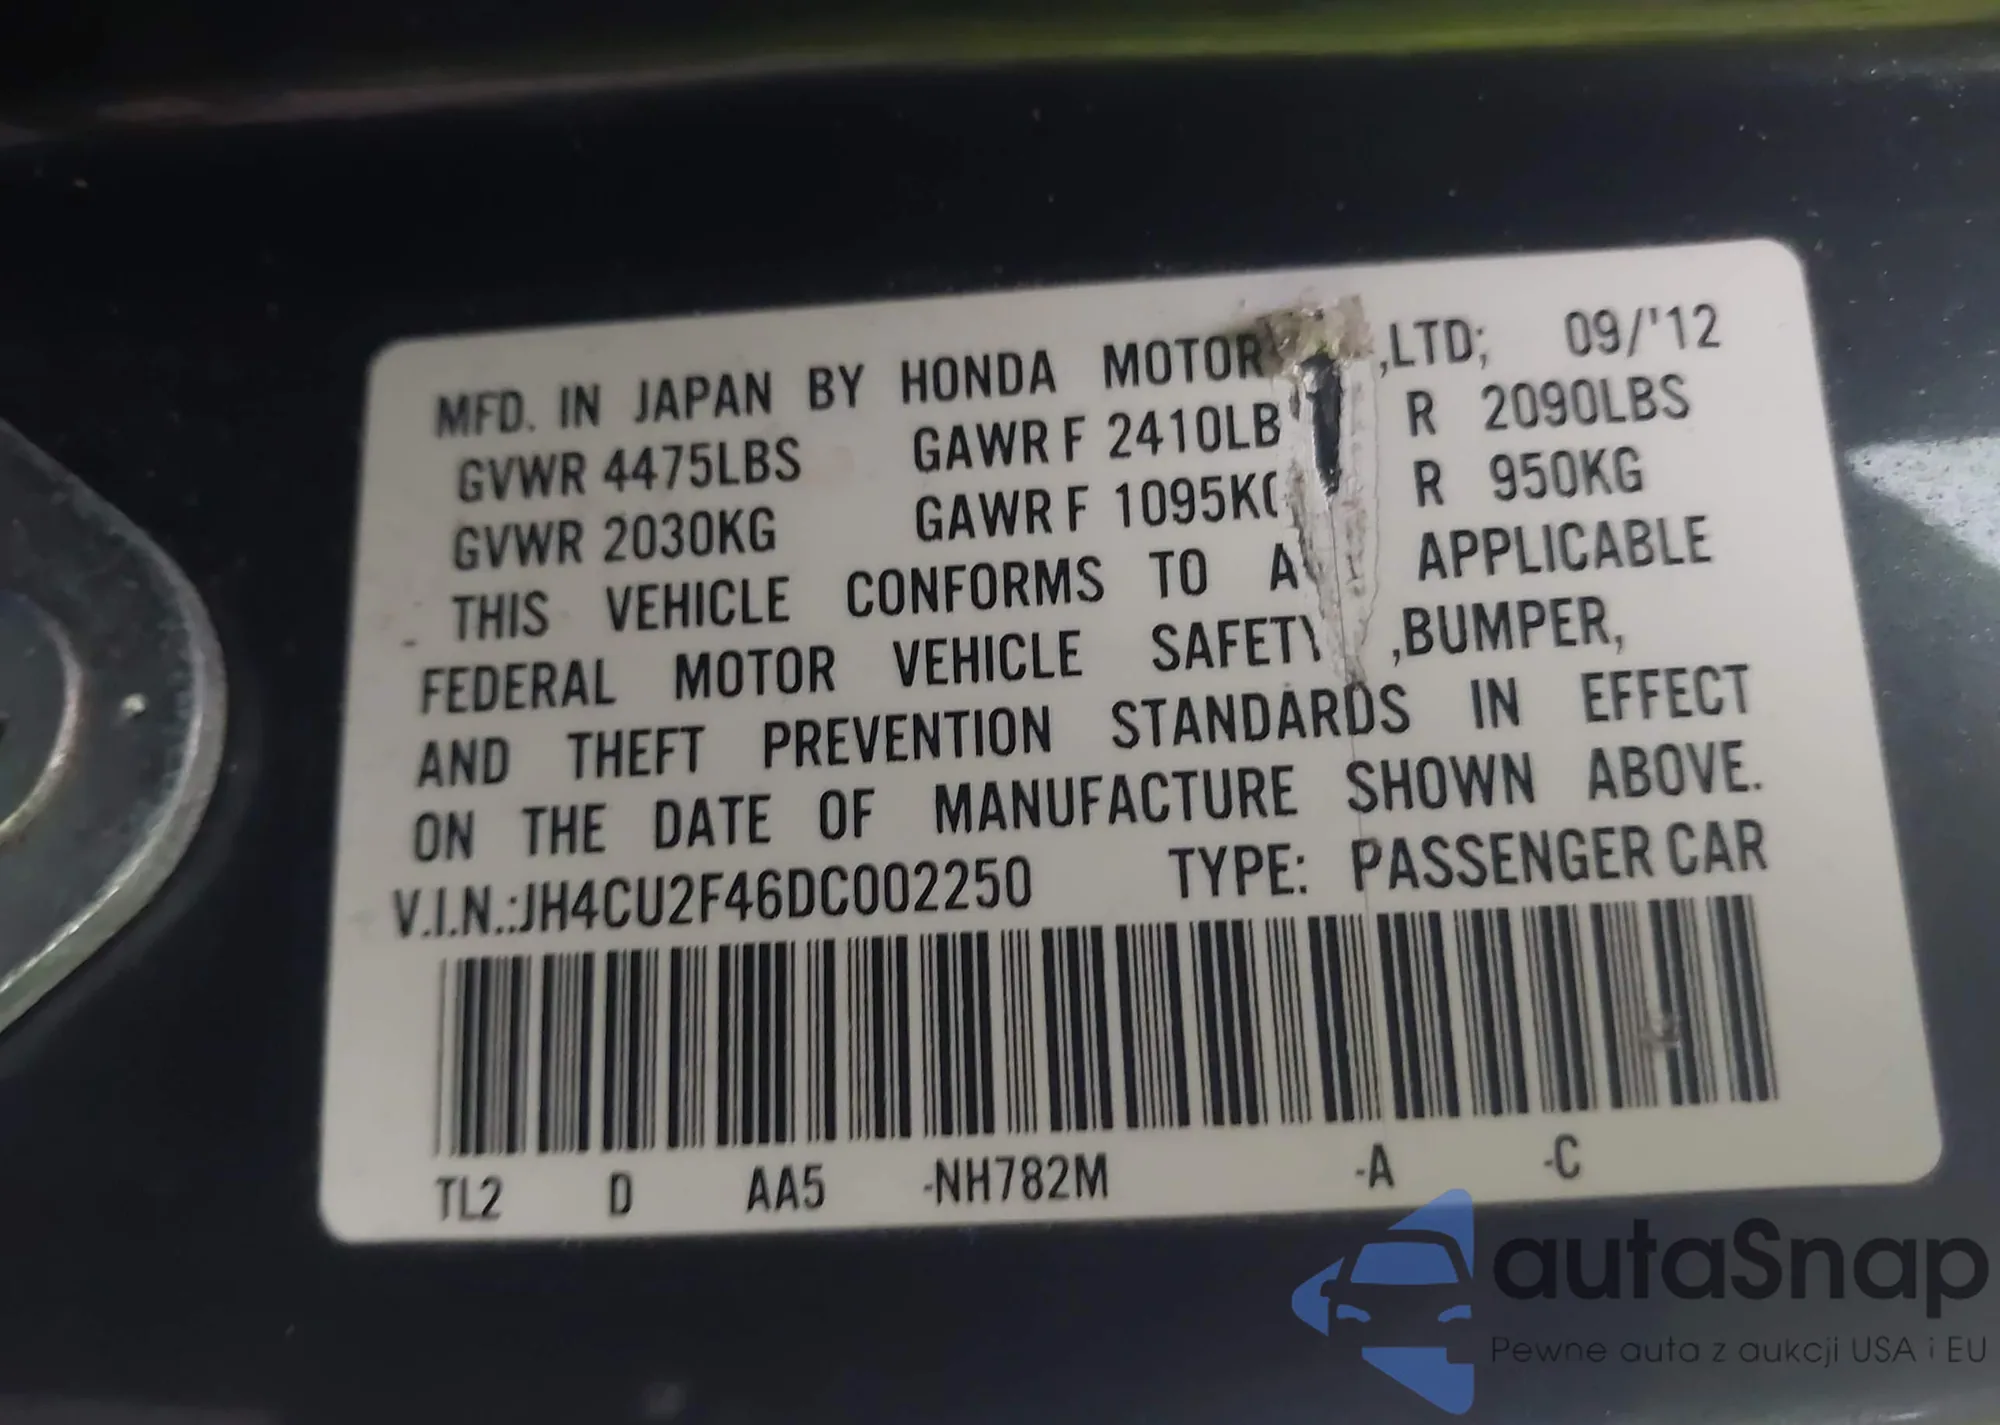 MFD. IN JAPAN BY HONDA MOTOR ,LTD; 09/'12
GVWR 4475LBS GAWR F 2410LB R 2090LBS
GVWR 2030KG GAWR F 1095KG R 950KG
THIS VEHICLE CONFORMS TO APPLICABLE
FEDERAL MOTOR VEHICLE SAFETY ,BUMPER,
AND THEFT PREVENTION STANDARDS IN EFFECT
ON THE DATE OF MANUFACTURE SHOWN ABOVE.
V.I.N.:JH4CU2F46DC002250 TYPE: PASSENGER CAR
TL2 D AA5 -NH782M -A -C
autaSnap
Pewne auta z aukcji USA i EU